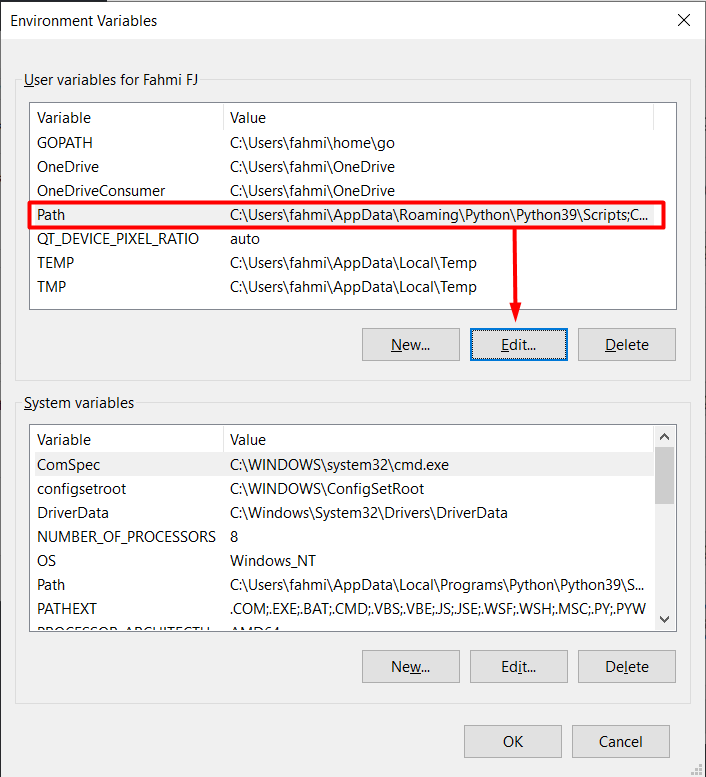 Environment Variables
User variables for Fahmi FJ
Variable Value
GOPATH C:\Users\fahmi\home\go
OneDrive C:\Users\fahmi\OneDrive
OneDriveConsumer C:\Users\fahmi\OneDrive
Path C:\Users\fahmi\AppData\Roaming\Python\Python39\Scripts;C...
QT_DEVICE_PIXEL_RATIO auto
TEMP C:\Users\fahmi\AppData\Local\Temp
TMP C:\Users\fahmi\AppData\Local\Temp
New... Edit... Delete
System variables
Variable Value
ComSpec C:\WINDOWS\system32\cmd.exe
configsetroot C:\WINDOWS\ConfigSetRoot
DriverData C:\Windows\System32\Drivers\DriverData
NUMBER_OF_PROCESSORS 8
OS Windows_NT
Path C:\Users\fahmi\AppData\Local\Programs\Python\Python39\S...
PATHEXT .COM;.EXE;.BAT;.CMD;.VBS;.VBE;.JS;.JSE;.WSF;.WSH;.MSC;.PY;.PYW
New... Edit... Delete
OK Cancel